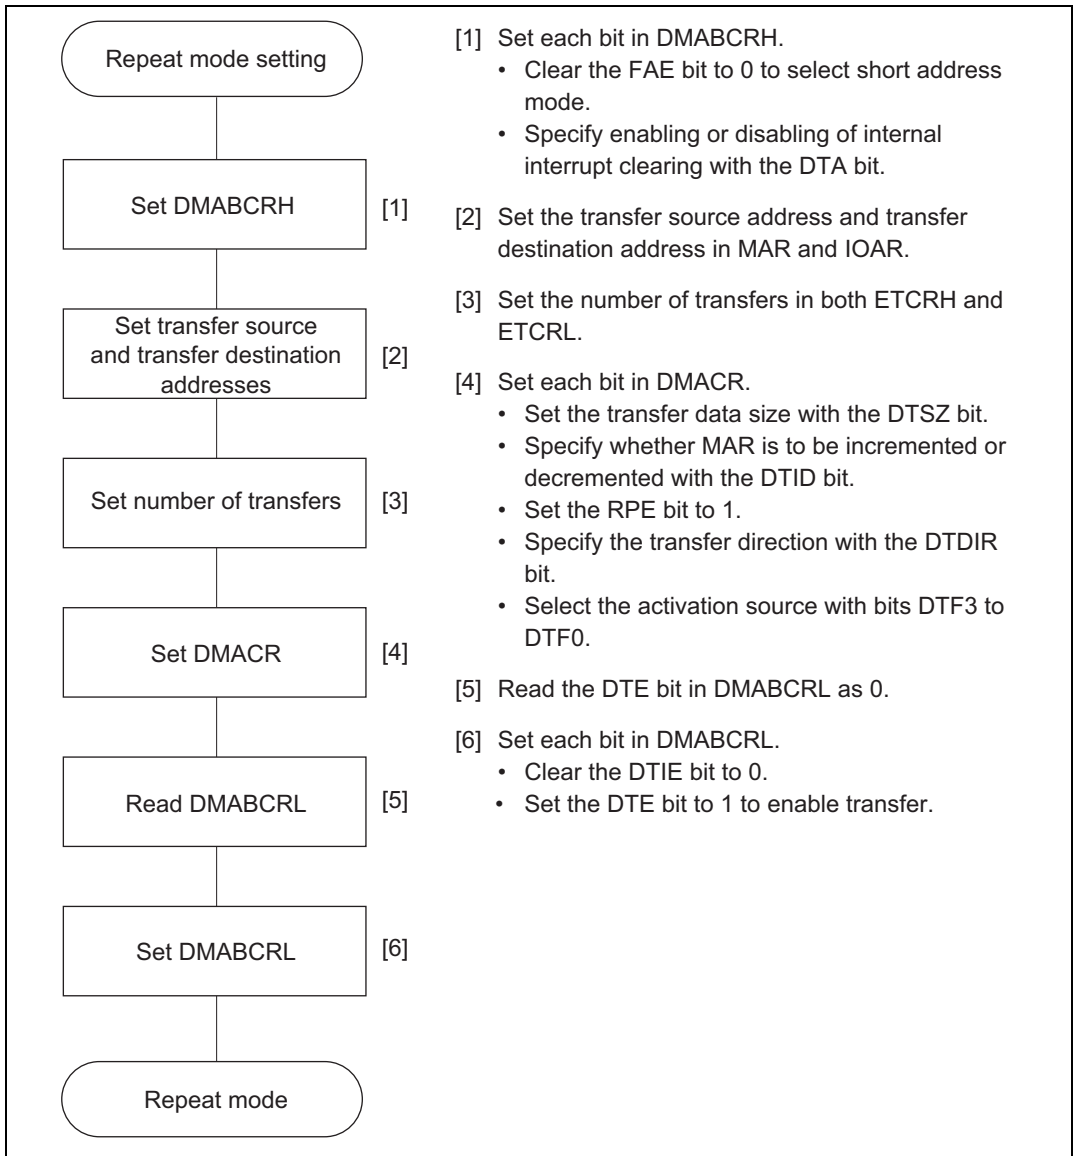 Repeat mode setting
Set DMABCRH [1]
Set transfer source
and transfer destination [2]
addresses
Set number of transfers [3]
Set DMACR [4]
Read DMABCRL [5]
Set DMABCRL [6]
Repeat mode
[1] Set each bit in DMABCRH.
• Clear the FAE bit to 0 to select short address
mode.
• Specify enabling or disabling of internal
interrupt clearing with the DTA bit.
[2] Set the transfer source address and transfer
destination address in MAR and IOAR.
[3] Set the number of transfers in both ETCRH and
ETCRL.
[4] Set each bit in DMACR.
• Set the transfer data size with the DTSZ bit.
• Specify whether MAR is to be incremented or
decremented with the DTID bit.
• Set the RPE bit to 1.
• Specify the transfer direction with the DTDIR
bit.
• Select the activation source with bits DTF3 to
DTF0.
[5] Read the DTE bit in DMABCRL as 0.
[6] Set each bit in DMABCRL.
• Clear the DTIE bit to 0.
• Set the DTE bit to 1 to enable transfer.